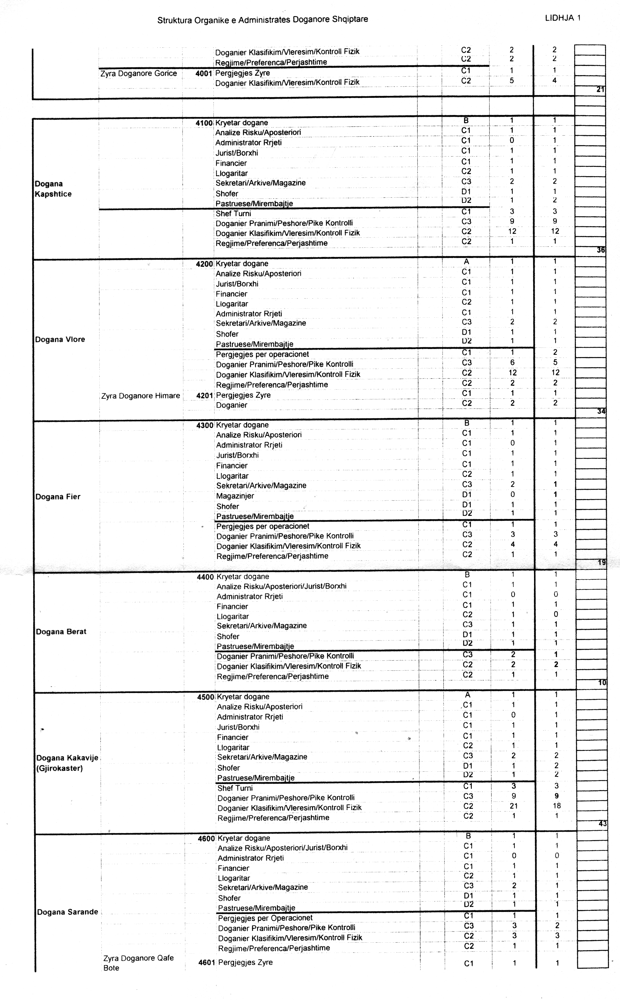 Struktura Organike e Administrates Doganore Shqiptare LIDHJA 1
Doganier Klasifikim/Vleresim/Kontroll Fizik C2 2 2
Regjime/Preferenca/Perjashtime C2 2 2
Zyra Doganore Gorice 4001 Pergjegjes Zyre C1 1 1
Doganier Klasifikim/Vleresim/Kontroll Fizik C2 5 4
21
4100 Kryetar dogane B 1 1
Analize Risku/Aposteriori C1 1 1
Administrator Rrjeti C1 0 1
Jurist/Borxhi C1 1 1
Financier C1 1 1
Llogaritar C2 1 1
Dogana Sekretari/Arkive/Magazine C3 2 2
Kapshtice Shofer D1 1 1
Pastruese/Mirembajtje D2 1 2
Shef Turni C1 3 3
Doganier Pranimi/Peshore/Pike Kontrolli C3 9 9
Doganier Klasifikim/Vleresim/Kontroll Fizik C2 12 12
Regjime/Preferenca/Perjashtime C2 1 1
36
4200 Kryetar dogane A 1 1
Analize Risku/Aposteriori C1 1 1
Jurist/Borxhi C1 1 1
Financier C1 1 1
Llogaritar C2 1 1
Administrator Rrjeti C1 1 1
Sekretari/Arkive/Magazine C3 2 2
Shofer D1 1 1
Dogana Vlore Pastruese/Mirembajtje D2 1 1
Pergjegjes per operacionet C1 1 2
Doganier Pranimi/Peshore/Pike Kontrolli C3 6 5
Doganier Klasifikim/Vleresim/Kontroll Fizik C2 12 12
Regjime/Preferenca/Perjashtime C2 2 2
Zyra Doganore Himare 4201 Pergjegjes Zyre C1 1 1
Doganier C2 2 2
34
4300 Kryetar dogane B 1 1
Analize Risku/Aposteriori C1 1 1
Administrator Rrjeti C1 0 1
Jurist/Borxhi C1 1 1
Financier C1 1 1
Llogaritar C2 1 1
Sekretari/Arkive/Magazine C3 2 1
Dogana Fier Magazinjer D1 0 1
Shofer D1 1 1
Pastruese/Mirembajtje D2 1 1
Pergjegjes per operacionet C1 1 1
Doganier Pranimi/Peshore/Pike Kontrolli C3 3 3
Doganier Klasifikim/Vleresim/Kontroll Fizik C2 4 4
Regjime/Preferenca/Perjashtime C2 1 1
19
4400 Kryetar dogane B 1 1
Analize Risku/Aposteriori/Jurist/Borxhi C1 1 1
Administrator Rrjeti C1 0 0
Financier C1 1 1
Llogaritar C2 1 0
Sekretari/Arkive/Magazine C3 1 1
Dogana Berat
Shofer D1 1 1
Pastruese/Mirembajtje D2 1 1
Doganier Pranimi/Peshore/Pike Kontrolli C3 2 1
Doganier Klasifikim/Vleresim/Kontroll Fizik C2 2 2
Regjime/Preferenca/Perjashtime C2 1 1
10
4500 Kryetar dogane A 1 1
Analize Risku/Aposteriori C1 1 1
Administrator Rrjeti C1 0 1
Jurist/Borxhi C1 1 1
Financier C1 1 1
Llogaritar C2 1 1
Dogana Kakavije Sekretari/Arkive/Magazine C3 2 2
(Gjirokaster) Shofer D1 1 2
Pastruese/Mirembajtje D2 1 2
Shef Turni C1 3 3
Doganier Pranimi/Peshore/Pike Kontrolli C3 9 9
Doganier Klasifikim/Vleresim/Kontroll Fizik C2 21 18
Regjime/Preferenca/Perjashtime C2 1 1
43
4600 Kryetar dogane B 1 1
Analize Risku/Aposteriori/Jurist/Borxhi C1 1 1
Administrator Rrjeti C1 0 0
Financier C1 1 1
Llogaritar C2 1 1
Sekretari/Arkive/Magazine C3 2 1
Shofer D1 1 1
Pastruese/Mirembajtje D2 1 1
Dogana Sarande
Pergjegjes per Operacionet C1 1 1
Doganier Pranimi/Peshore/Pike Kontrolli C3 3 2
Doganier Klasifikim/Vleresim/Kontroll Fizik C2 3 3
Regjime/Preferenca/Perjashtime C2 1 1
Zyra Doganore Qafe
Bote 4601 Pergjegjes Zyre C1 1 1